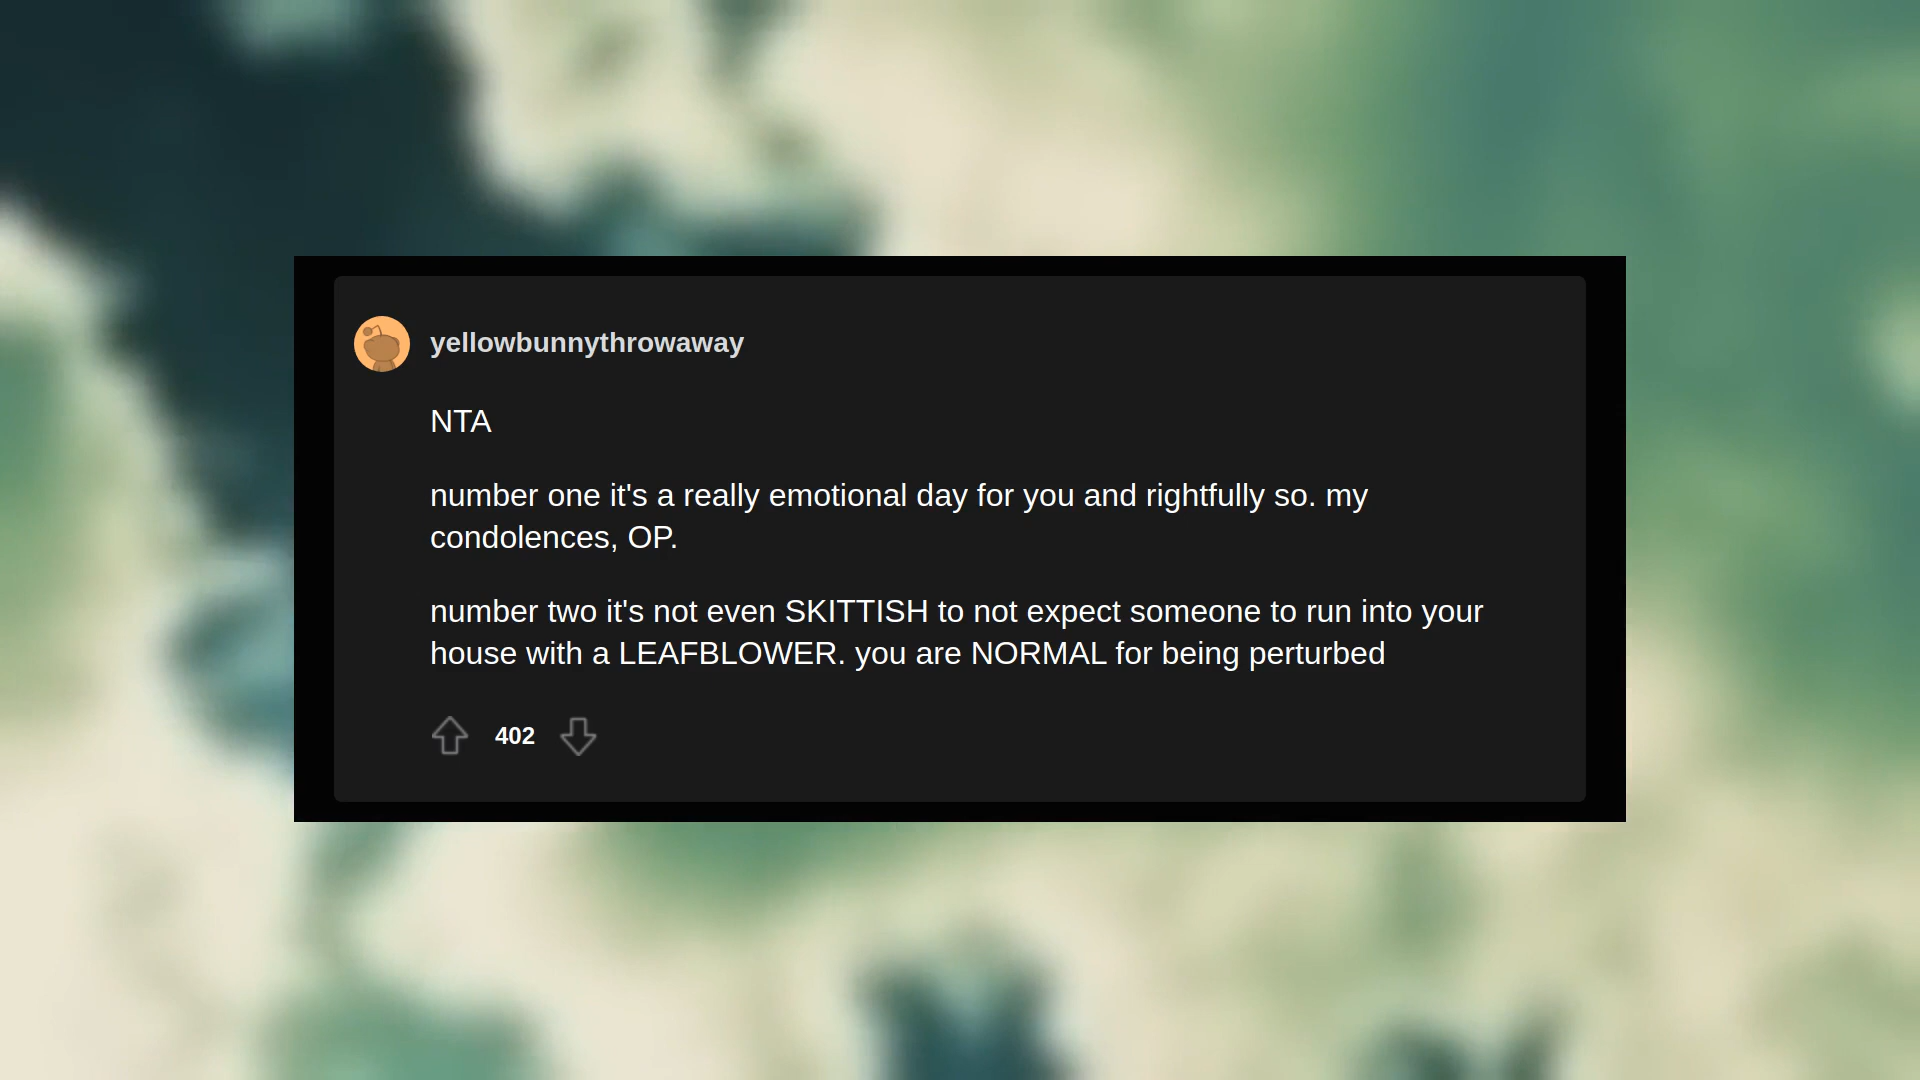 yellowbunnythrowaway
NTA
number one it's a really emotional day for you and rightfully so. my
condolences, OP.
number two it's not even SKITTISH to not expect someone to run into your
house with a LEAFBLOWER. you are NORMAL for being perturbed
402